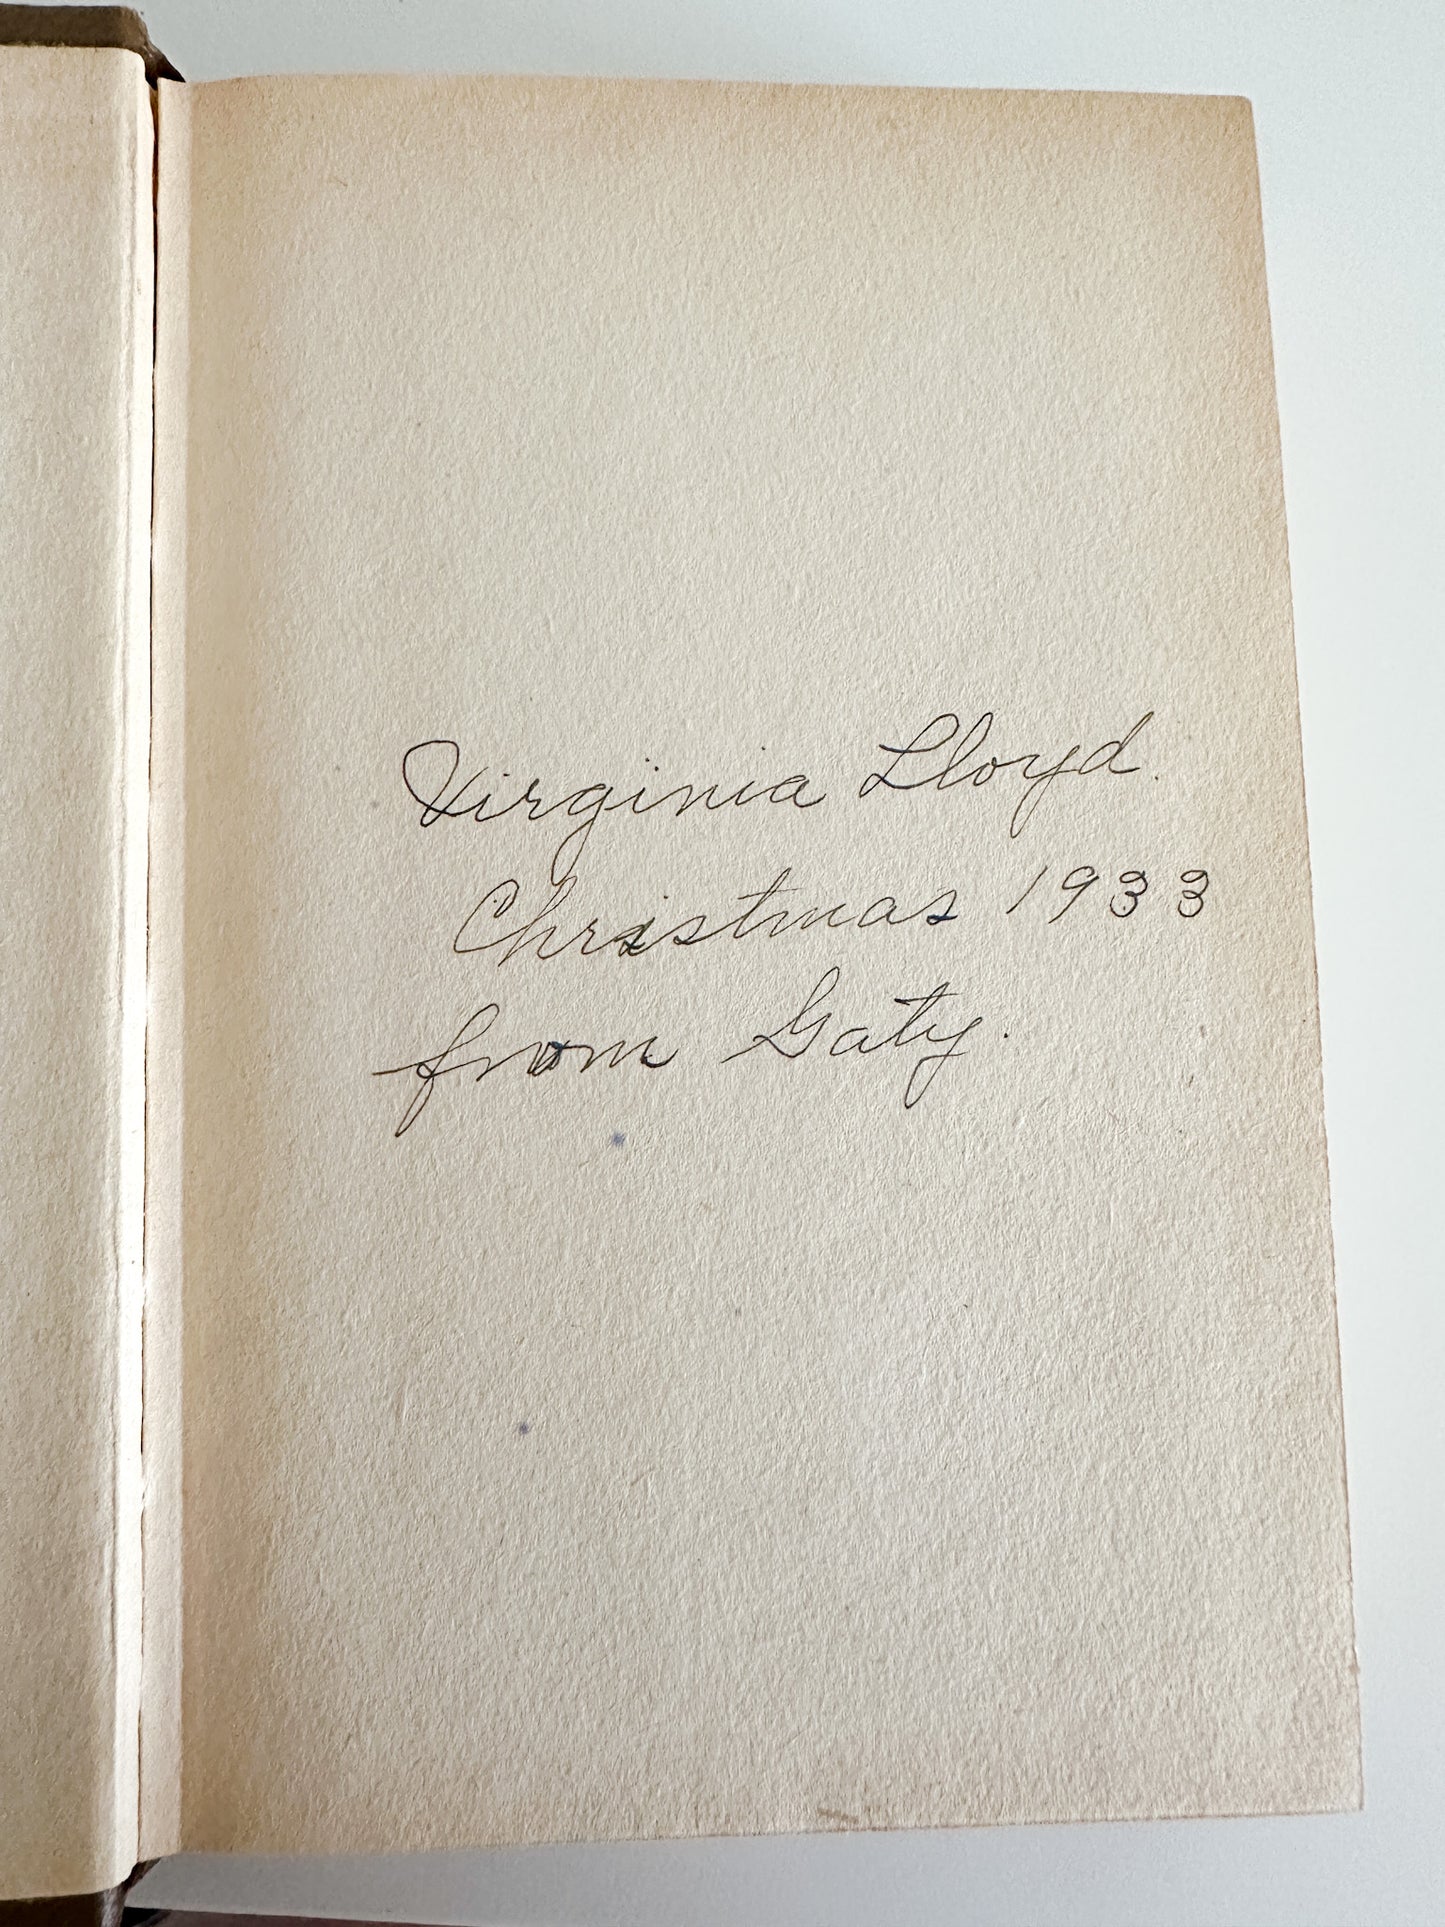 Virginia Lloyd.
Christmas 1933
from Gaty.